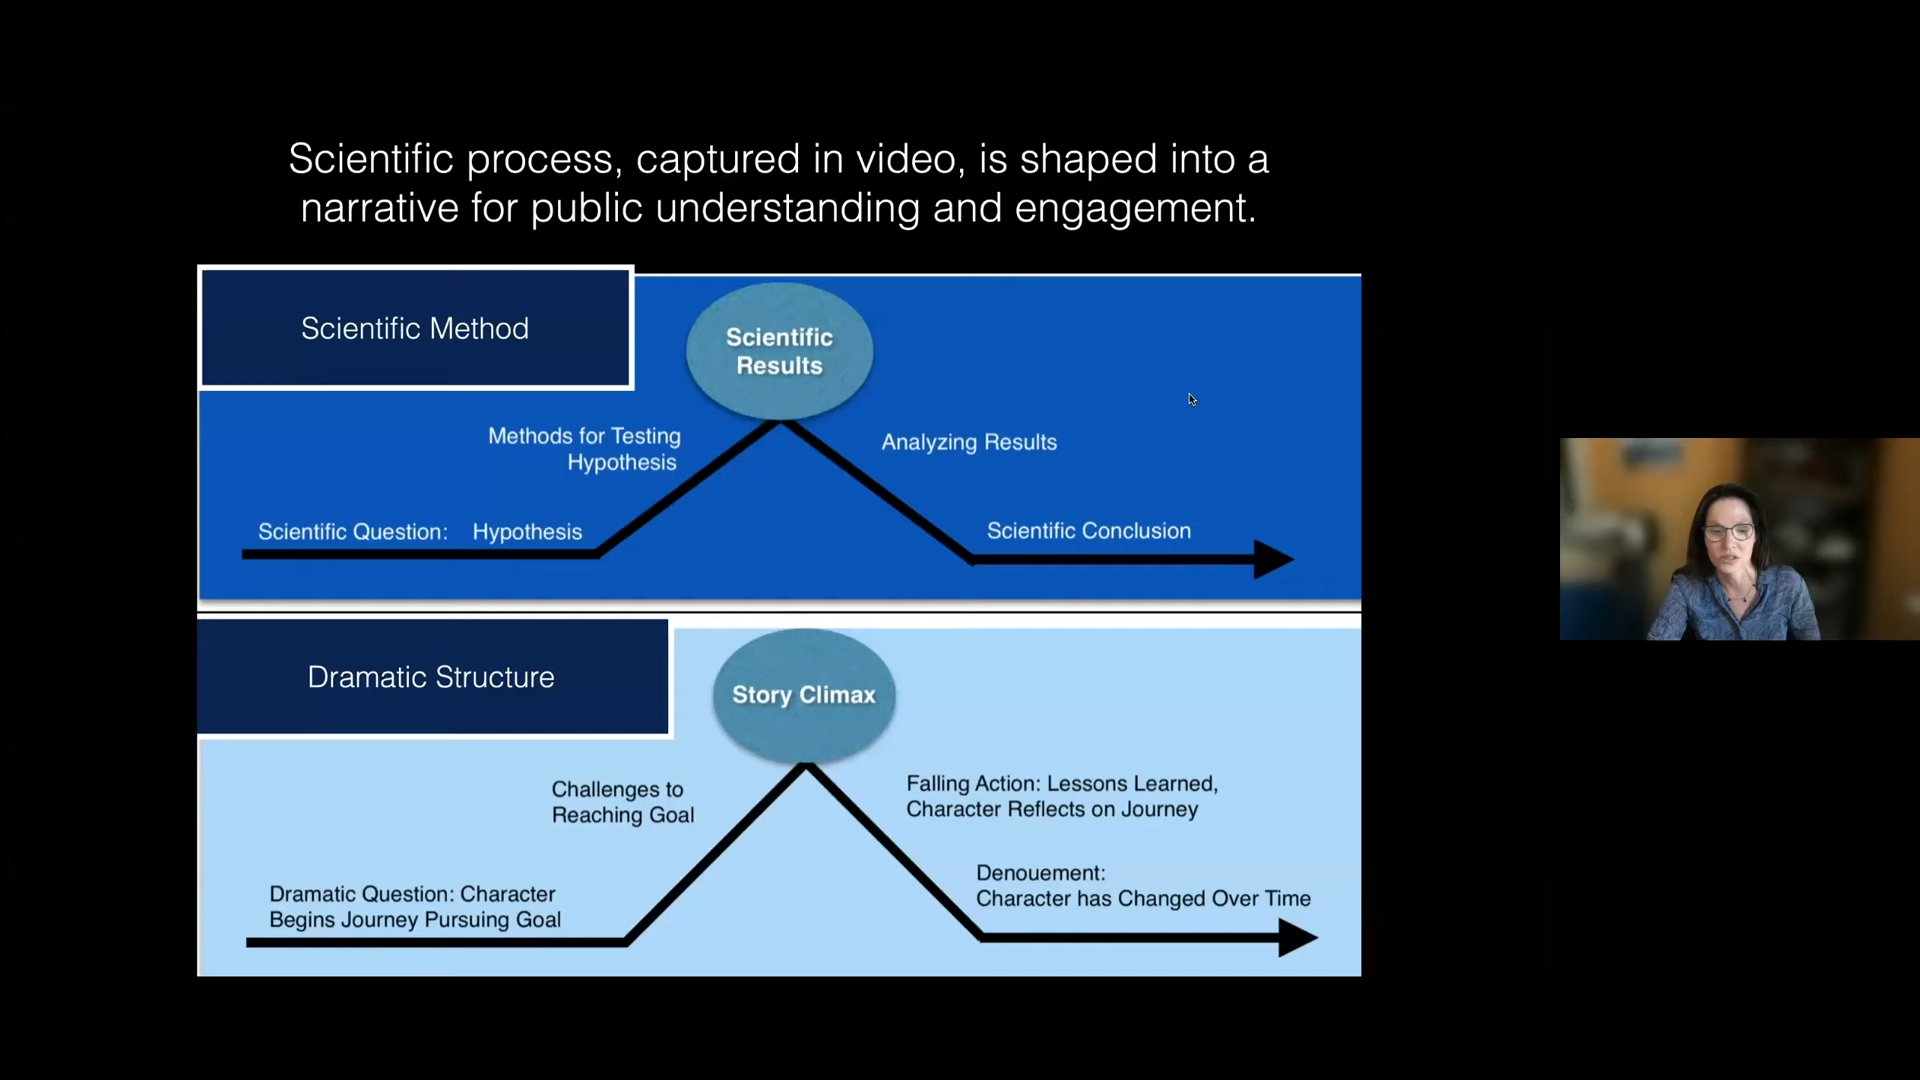 Scientific process, captured in video, is shaped into a
narrative for public understanding and engagement.
Scientific Method
Scientific
Results
Methods for Testing
Hypothesis
Analyzing Results
Scientific Question: Hypothesis
Scientific Conclusion
Dramatic Structure
Story Climax
Challenges to
Reaching Goal
Falling Action: Lessons Learned,
Character Reflects on Journey
Dramatic Question: Character
Begins Journey Pursuing Goal
Denouement:
Character has Changed Over Time